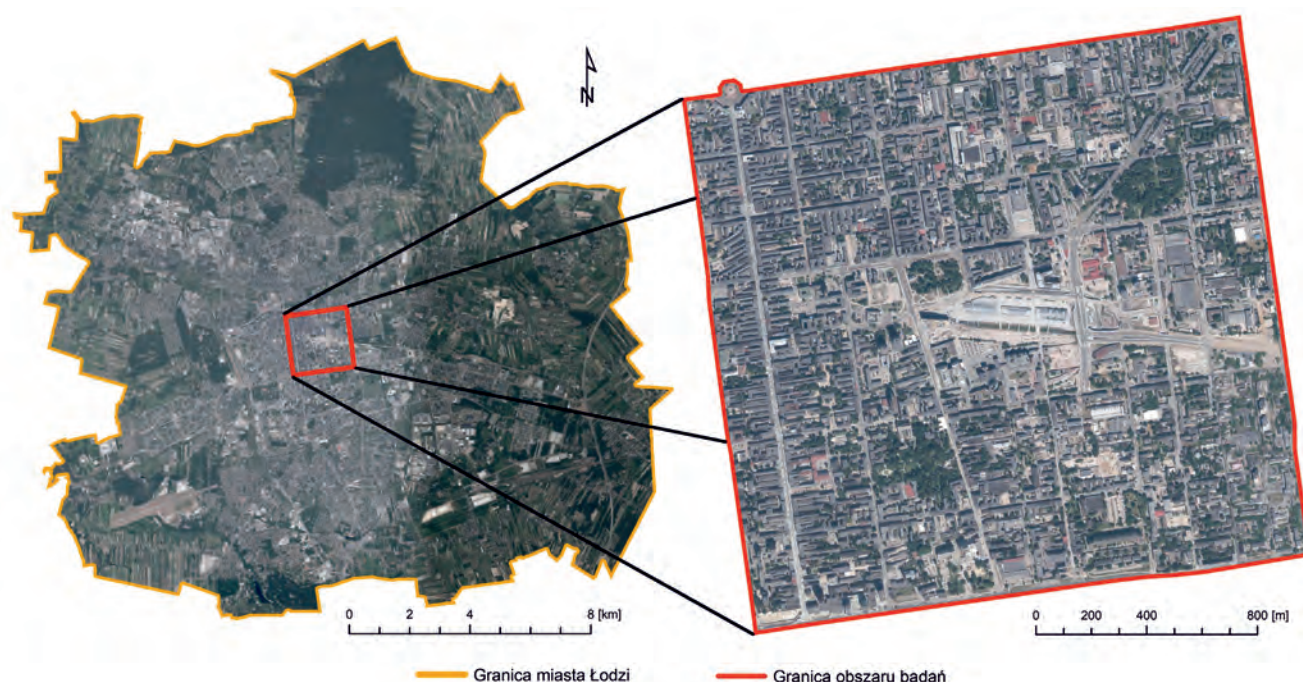 N
0 2 4 8 [km]
0 200 400 800 [m]
Granica miasta Łodzi
Granica obszaru badań